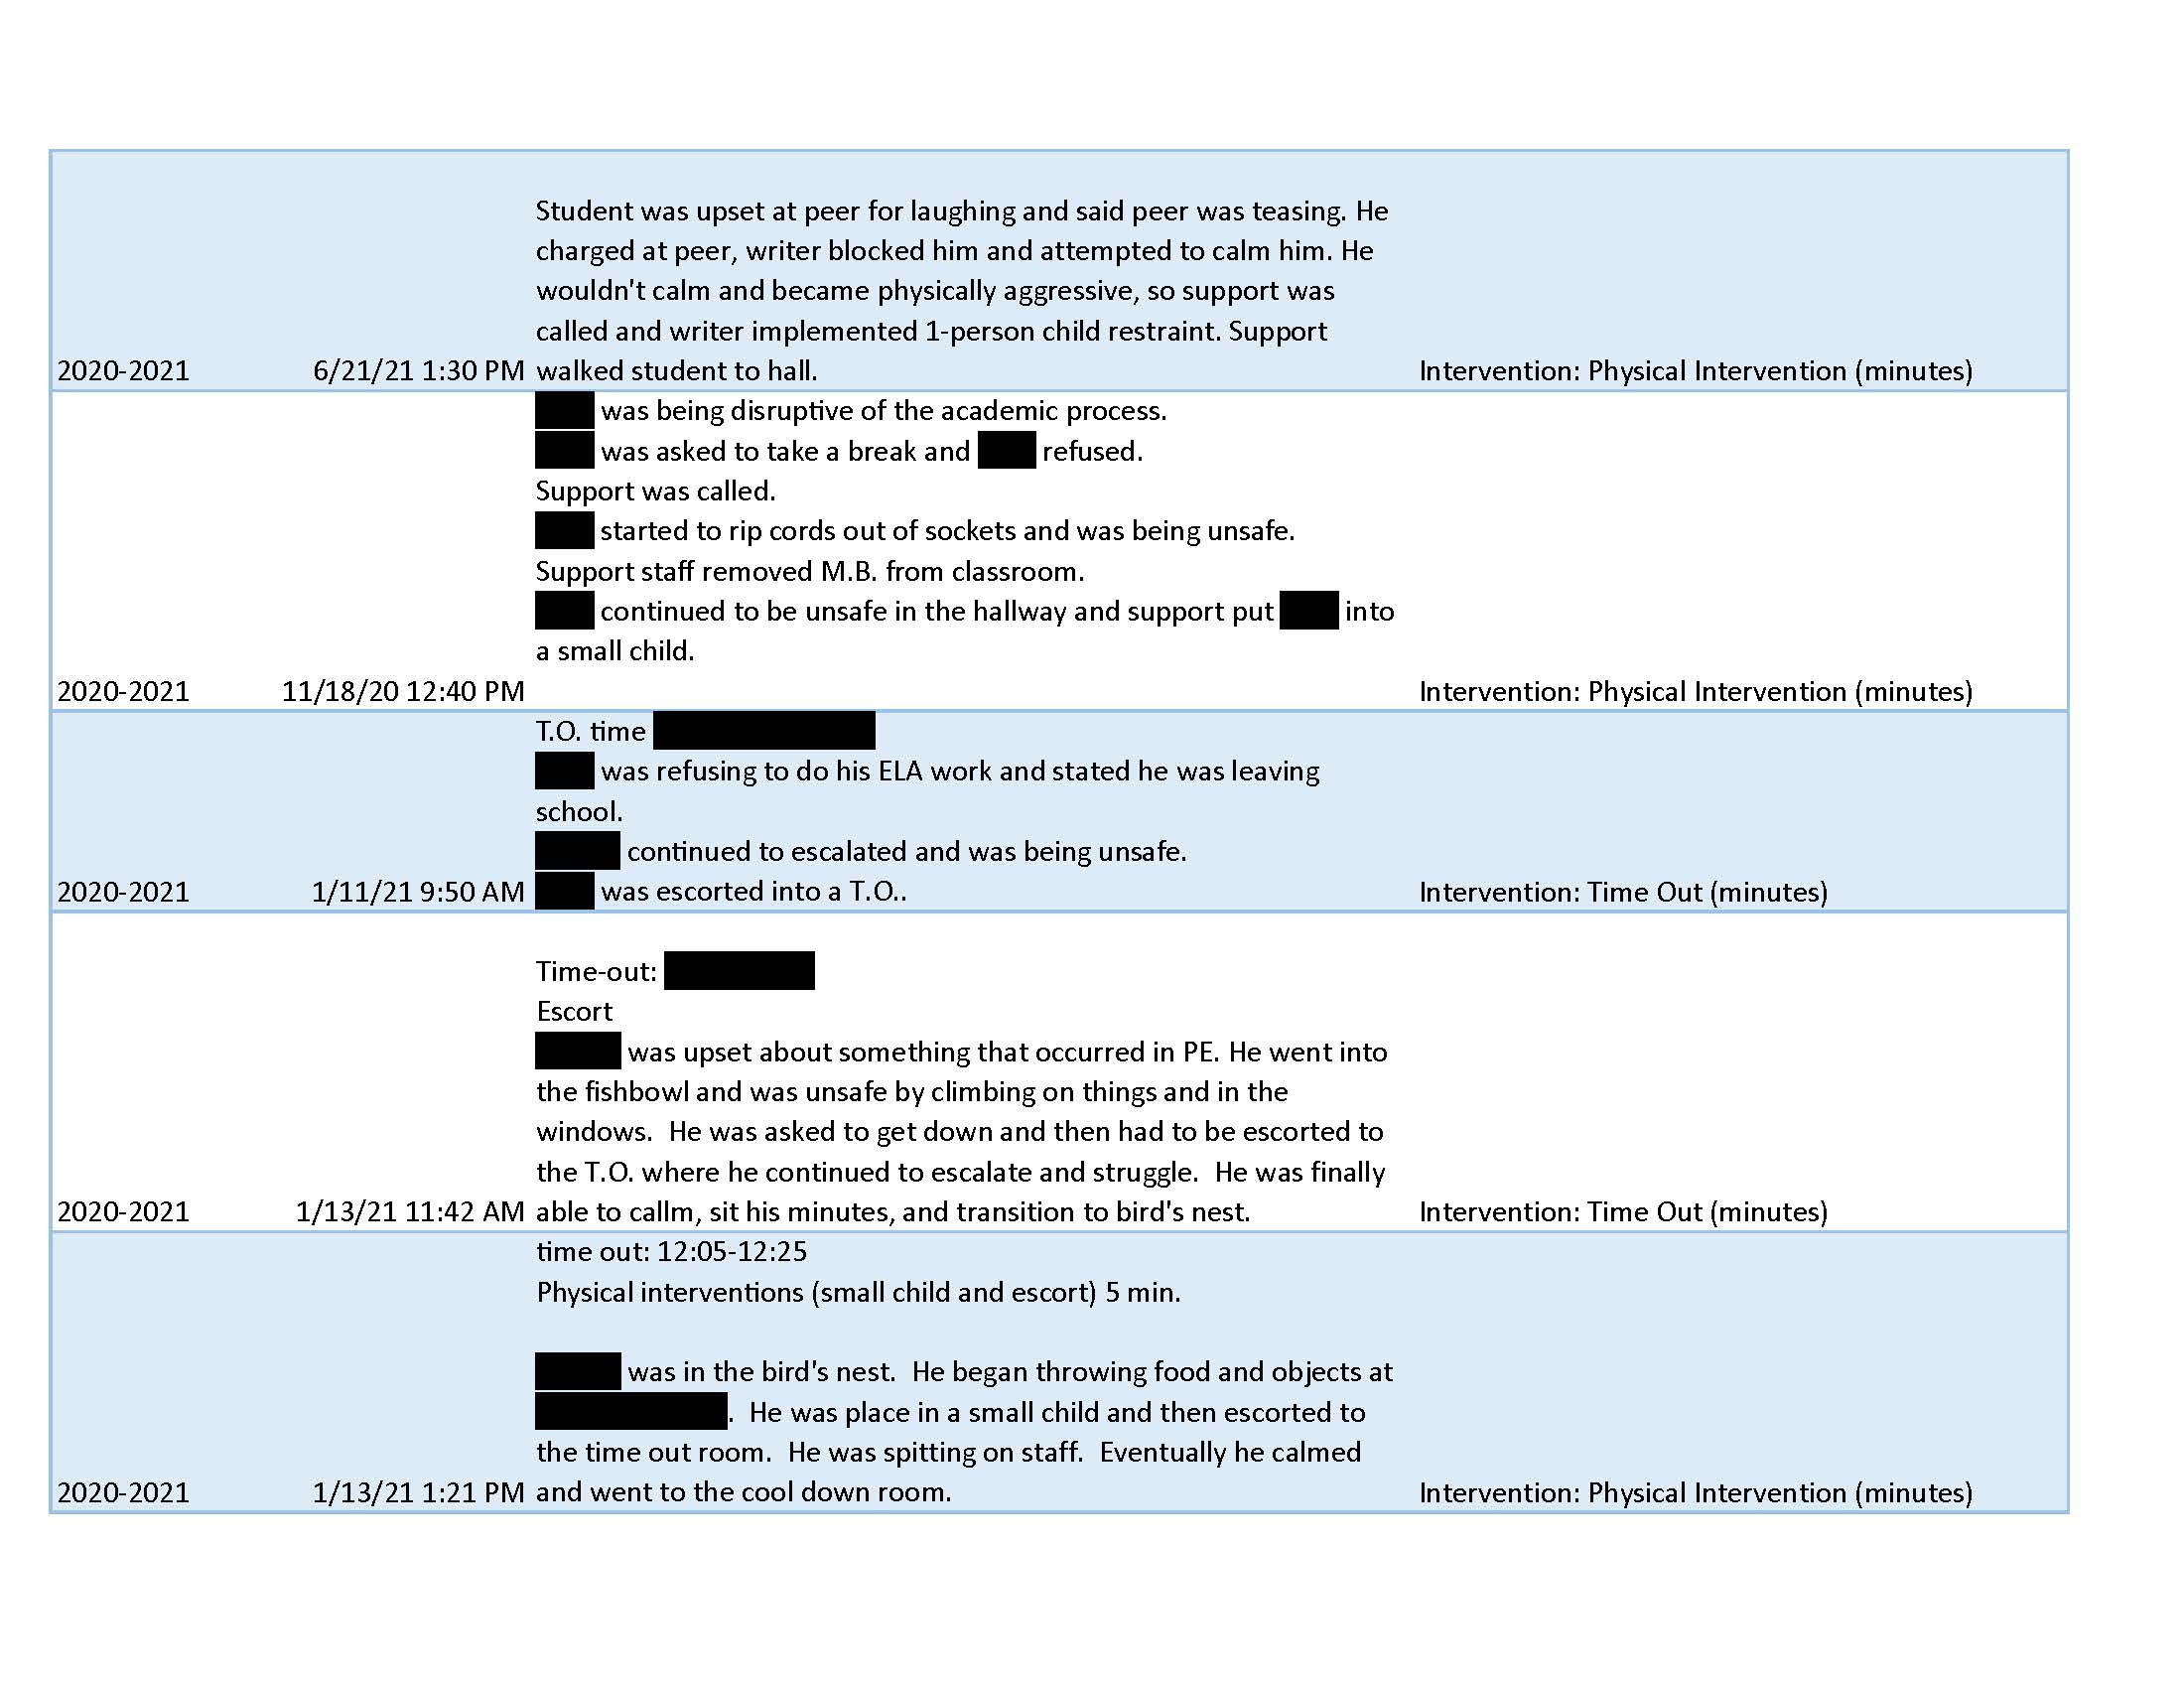 Student was upset at peer for laughing and said peer was teasing. He
charged at peer, writer blocked him and attempted to calm him. He
wouldn't calm and became physically aggressive, so support was
called and writer implemented 1-person child restraint. Support
2020-2021 6/21/21 1:30 PM walked student to hall. Intervention: Physical Intervention (minutes)
was being disruptive of the academic process.
was asked to take a break and refused.
Support was called.
started to rip cords out of sockets and was being unsafe.
Support staff removed M.B. from classroom.
continued to be unsafe in the hallway and support put into
a small child.
2020-2021 11/18/20 12:40 PM Intervention: Physical Intervention (minutes)
T.O. time
was refusing to do his ELA work and stated he was leaving
school.
continued to escalated and was being unsafe.
2020-2021 1/11/21 9:50 AM was escorted into a T.O.. Intervention: Time Out (minutes)
Time-out:
Escort
was upset about something that occurred in PE. He went into
the fishbowl and was unsafe by climbing on things and in the
windows.  He was asked to get down and then had to be escorted to
the T.O. where he continued to escalate and struggle.  He was finally
2020-2021 1/13/21 11:42 AM able to callm, sit his minutes, and transition to bird's nest. Intervention: Time Out (minutes)
time out: 12:05-12:25
Physical interventions (small child and escort) 5 min.
was in the bird's nest.  He began throwing food and objects at
.  He was place in a small child and then escorted to
the time out room.  He was spitting on staff.  Eventually he calmed
2020-2021 1/13/21 1:21 PM and went to the cool down room. Intervention: Physical Intervention (minutes)